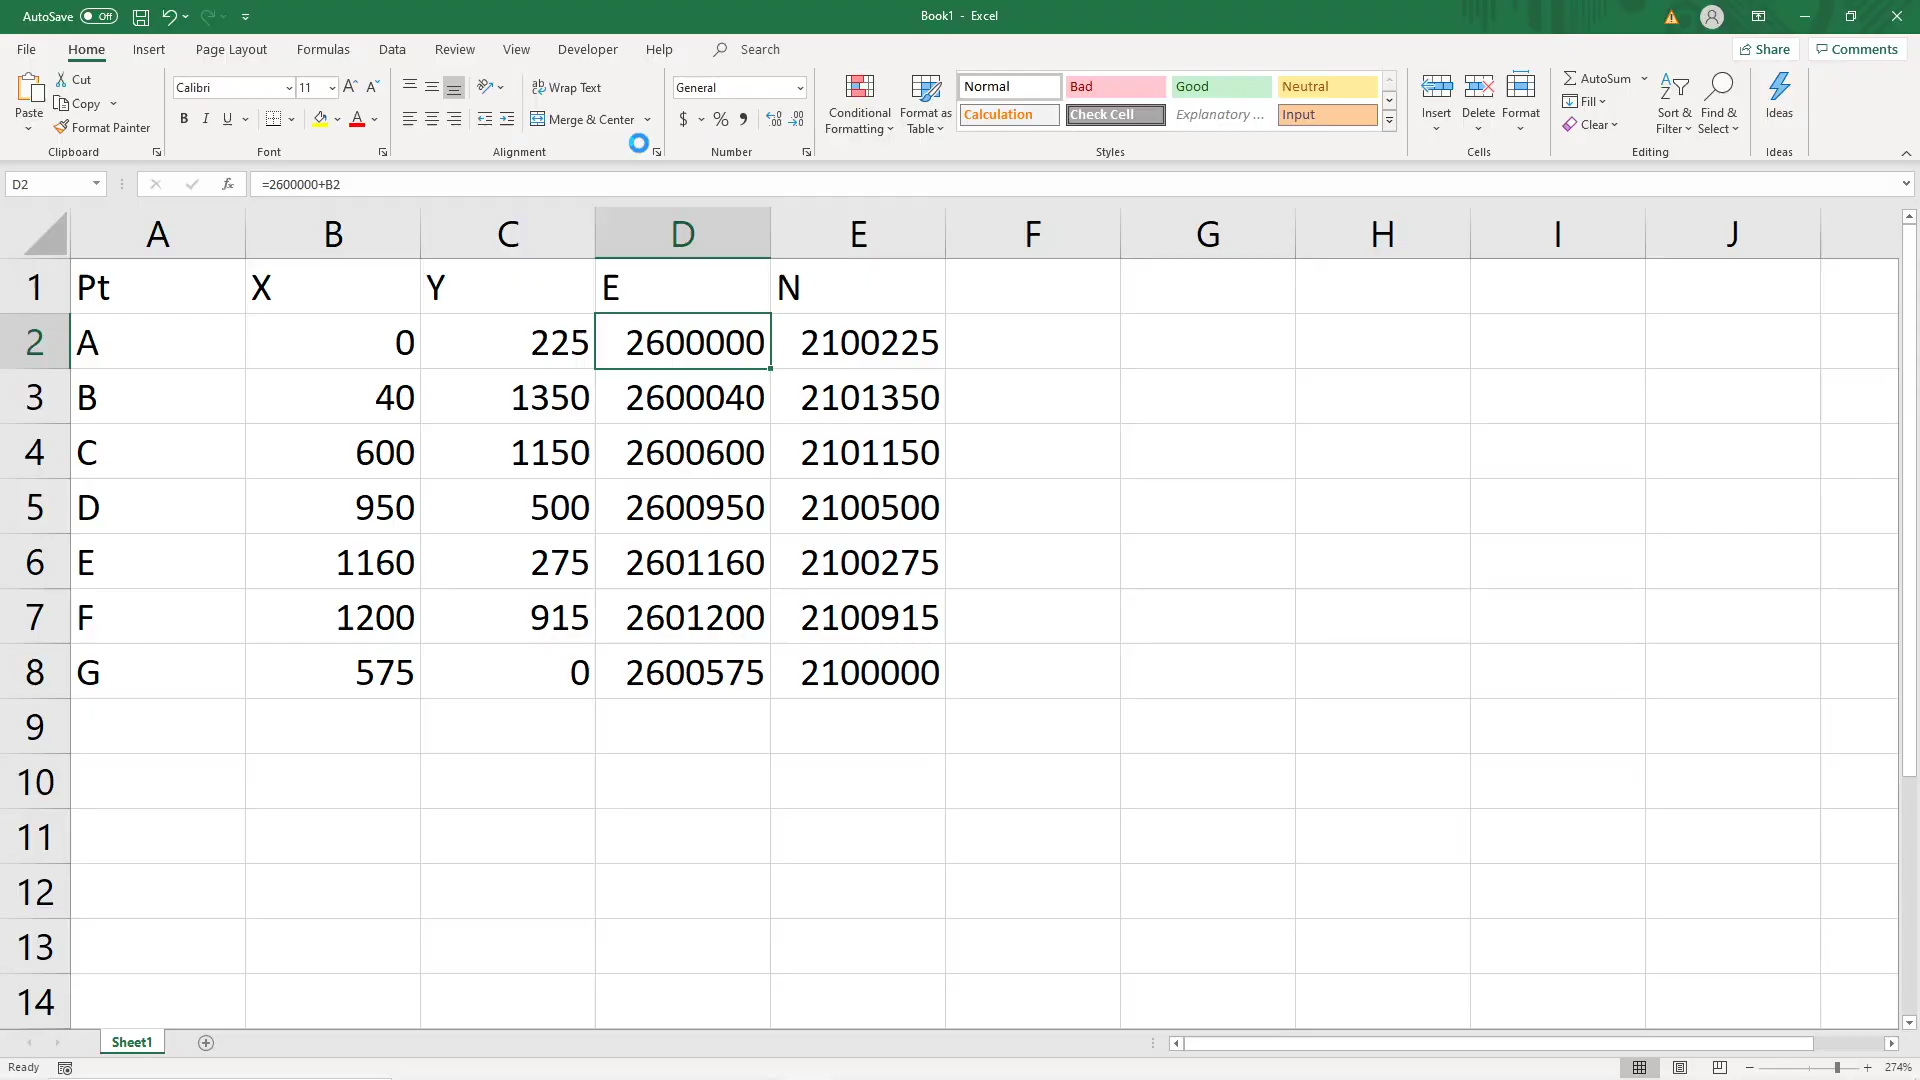 AutoSave Off Book1 - Excel
File Home Insert Page Layout Formulas Data Review View Developer Help Search Share Comments
Paste Cut Copy Format Painter Clipboard
Calibri 11 A A B I U A Font
ab Wrap Text Merge & Center Alignment
General $ % Number
Conditional Formatting Format as Table
Normal Bad Good Neutral
Calculation Check Cell Explanatory ... Input
Styles
Insert Delete Format Cells
AutoSum Fill Clear Sort & Filter Find & Select Editing
Ideas Ideas
D2 fx =2600000+B2
A B C D E F G H I J
1 Pt X Y E N
2 A 0 225 2600000 2100225
3 B 40 1350 2600040 2101350
4 C 600 1150 2600600 2101150
5 D 950 500 2600950 2100500
6 E 1160 275 2601160 2100275
7 F 1200 915 2601200 2100915
8 G 575 0 2600575 2100000
9
10
11
12
13
14
Sheet1
Ready 274%